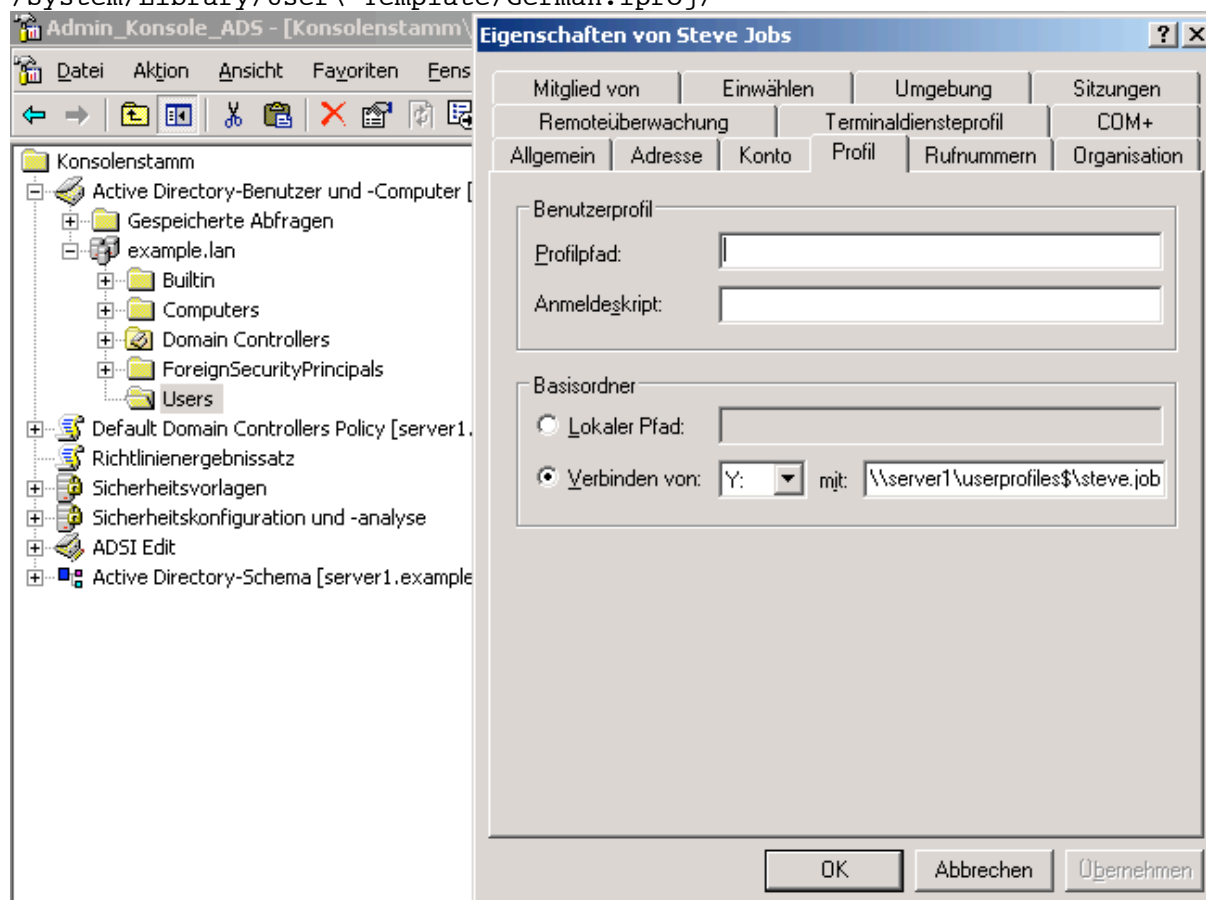 /System/Library/User\ Template/German.lproj/
Admin_Konsole_ADS - [Konsolenstamm\
Datei Aktion Ansicht Favoriten Fens
Konsolenstamm
Active Directory-Benutzer und -Computer [
Gespeicherte Abfragen
example.lan
Builtin
Computers
Domain Controllers
ForeignSecurityPrincipals
Users
Default Domain Controllers Policy [server1.
Richtlinienergebnissatz
Sicherheitsvorlagen
Sicherheitskonfiguration und -analyse
ADSI Edit
Active Directory-Schema [server1.example
Eigenschaften von Steve Jobs
Mitglied von Einwählen Umgebung Sitzungen
Remoteüberwachung Terminaldiensteprofil COM+
Allgemein Adresse Konto Profil Rufnummern Organisation
Benutzerprofil
Profilpfad:
Anmeldeskript:
Basisordner
Lokaler Pfad:
Verbinden von: Y: mit: \\server1\userprofiles$\steve.job
OK Abbrechen Übernehmen